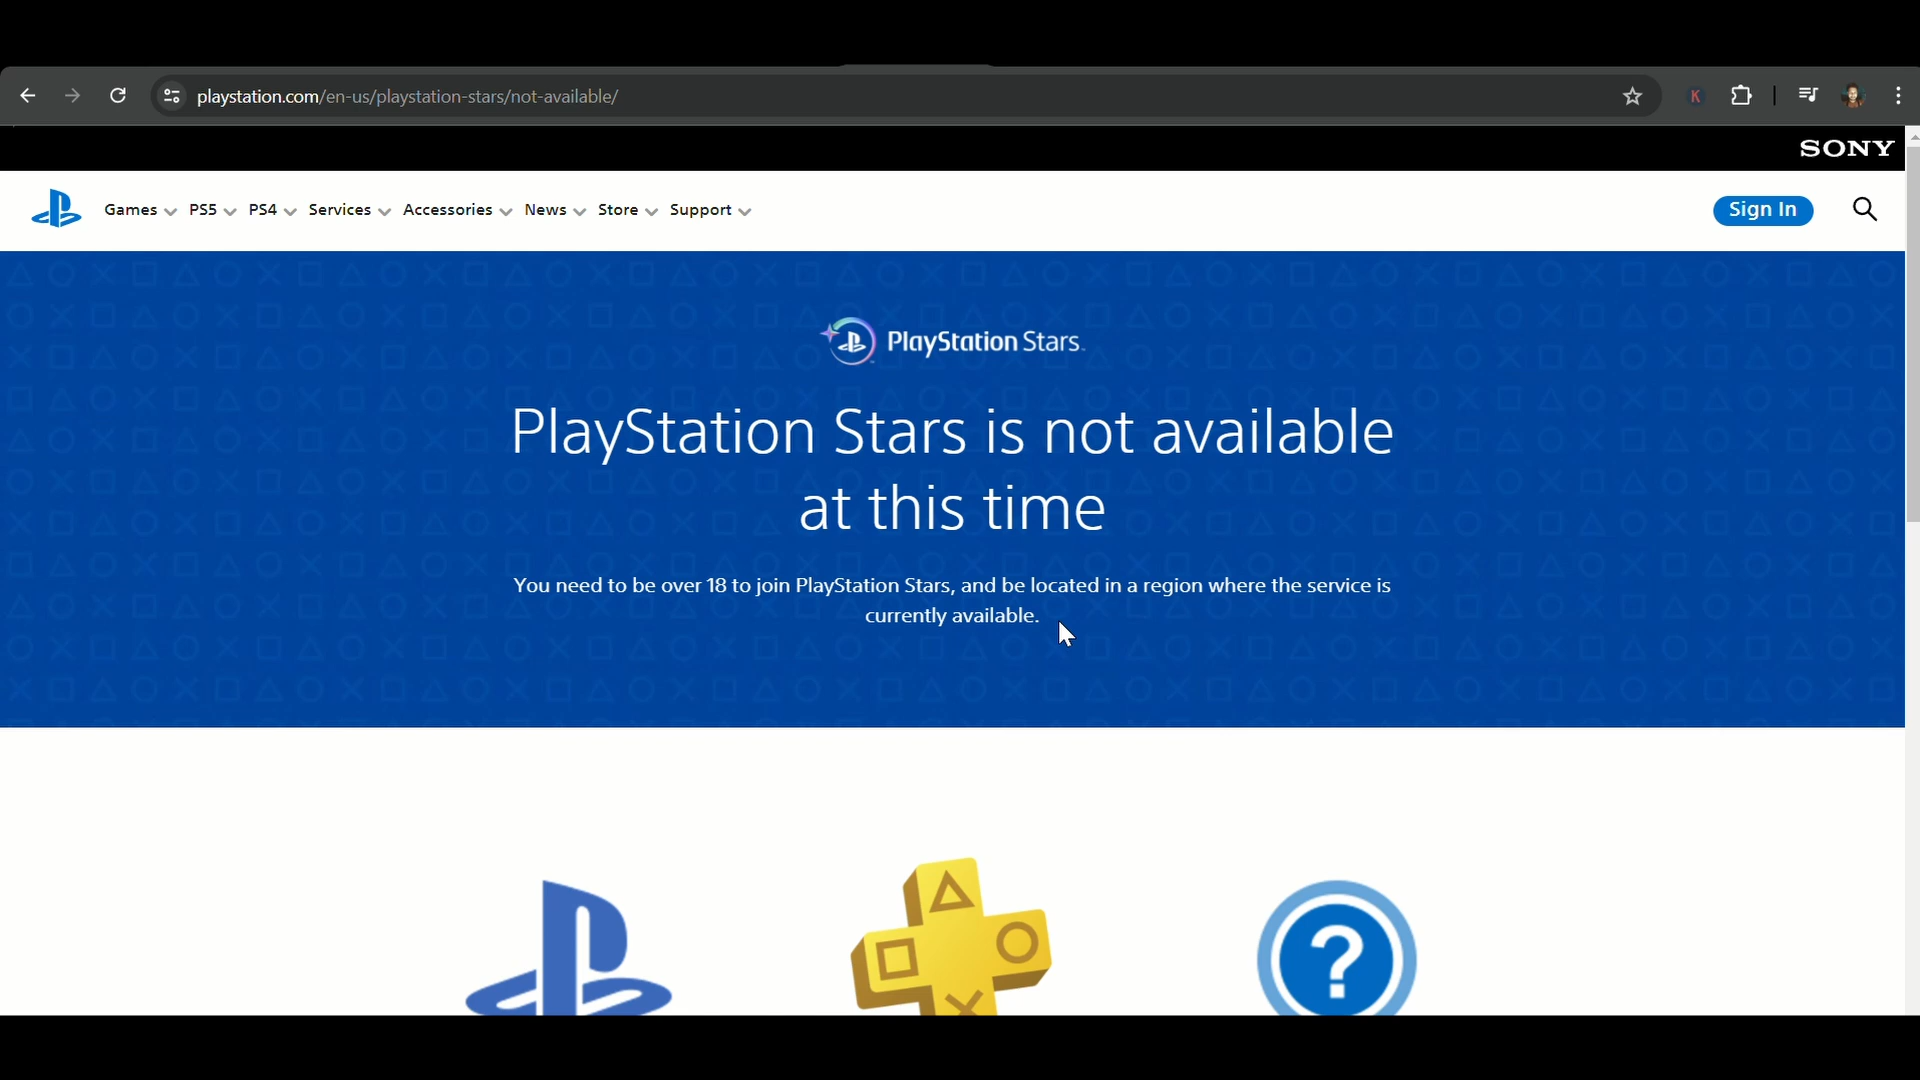 playstation.com/en-us/playstation-stars/not-available/
K
SONY
Games PS5 PS4 Services Accessories News Store Support Sign In
PlayStation Stars™
PlayStation Stars is not available
at this time
You need to be over 18 to join PlayStation Stars, and be located in a region where the service is
currently available.
?